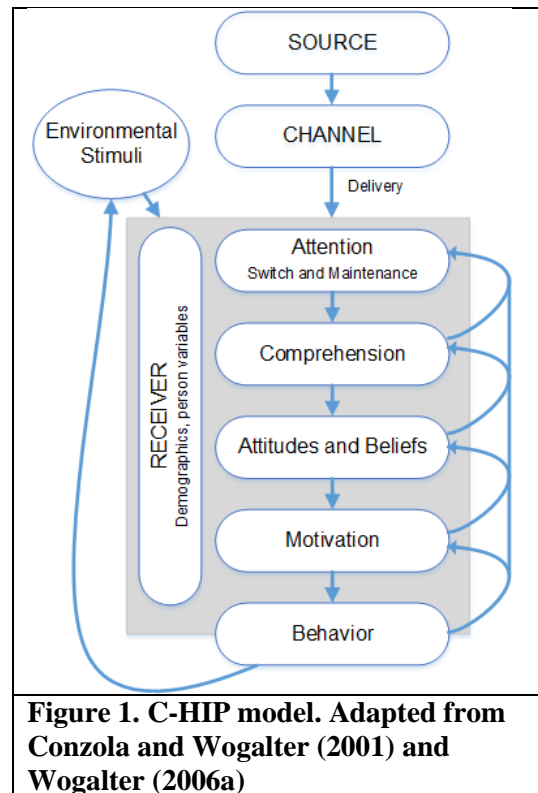 SOURCE
CHANNEL
Environmental
Stimuli
Delivery
Attention
Switch and Maintenance
RECEIVER
Demographics, person variables
Comprehension
Attitudes and Beliefs
Motivation
Behavior
Figure 1. C-HIP model. Adapted from
Conzola and Wogalter (2001) and
Wogalter (2006a)